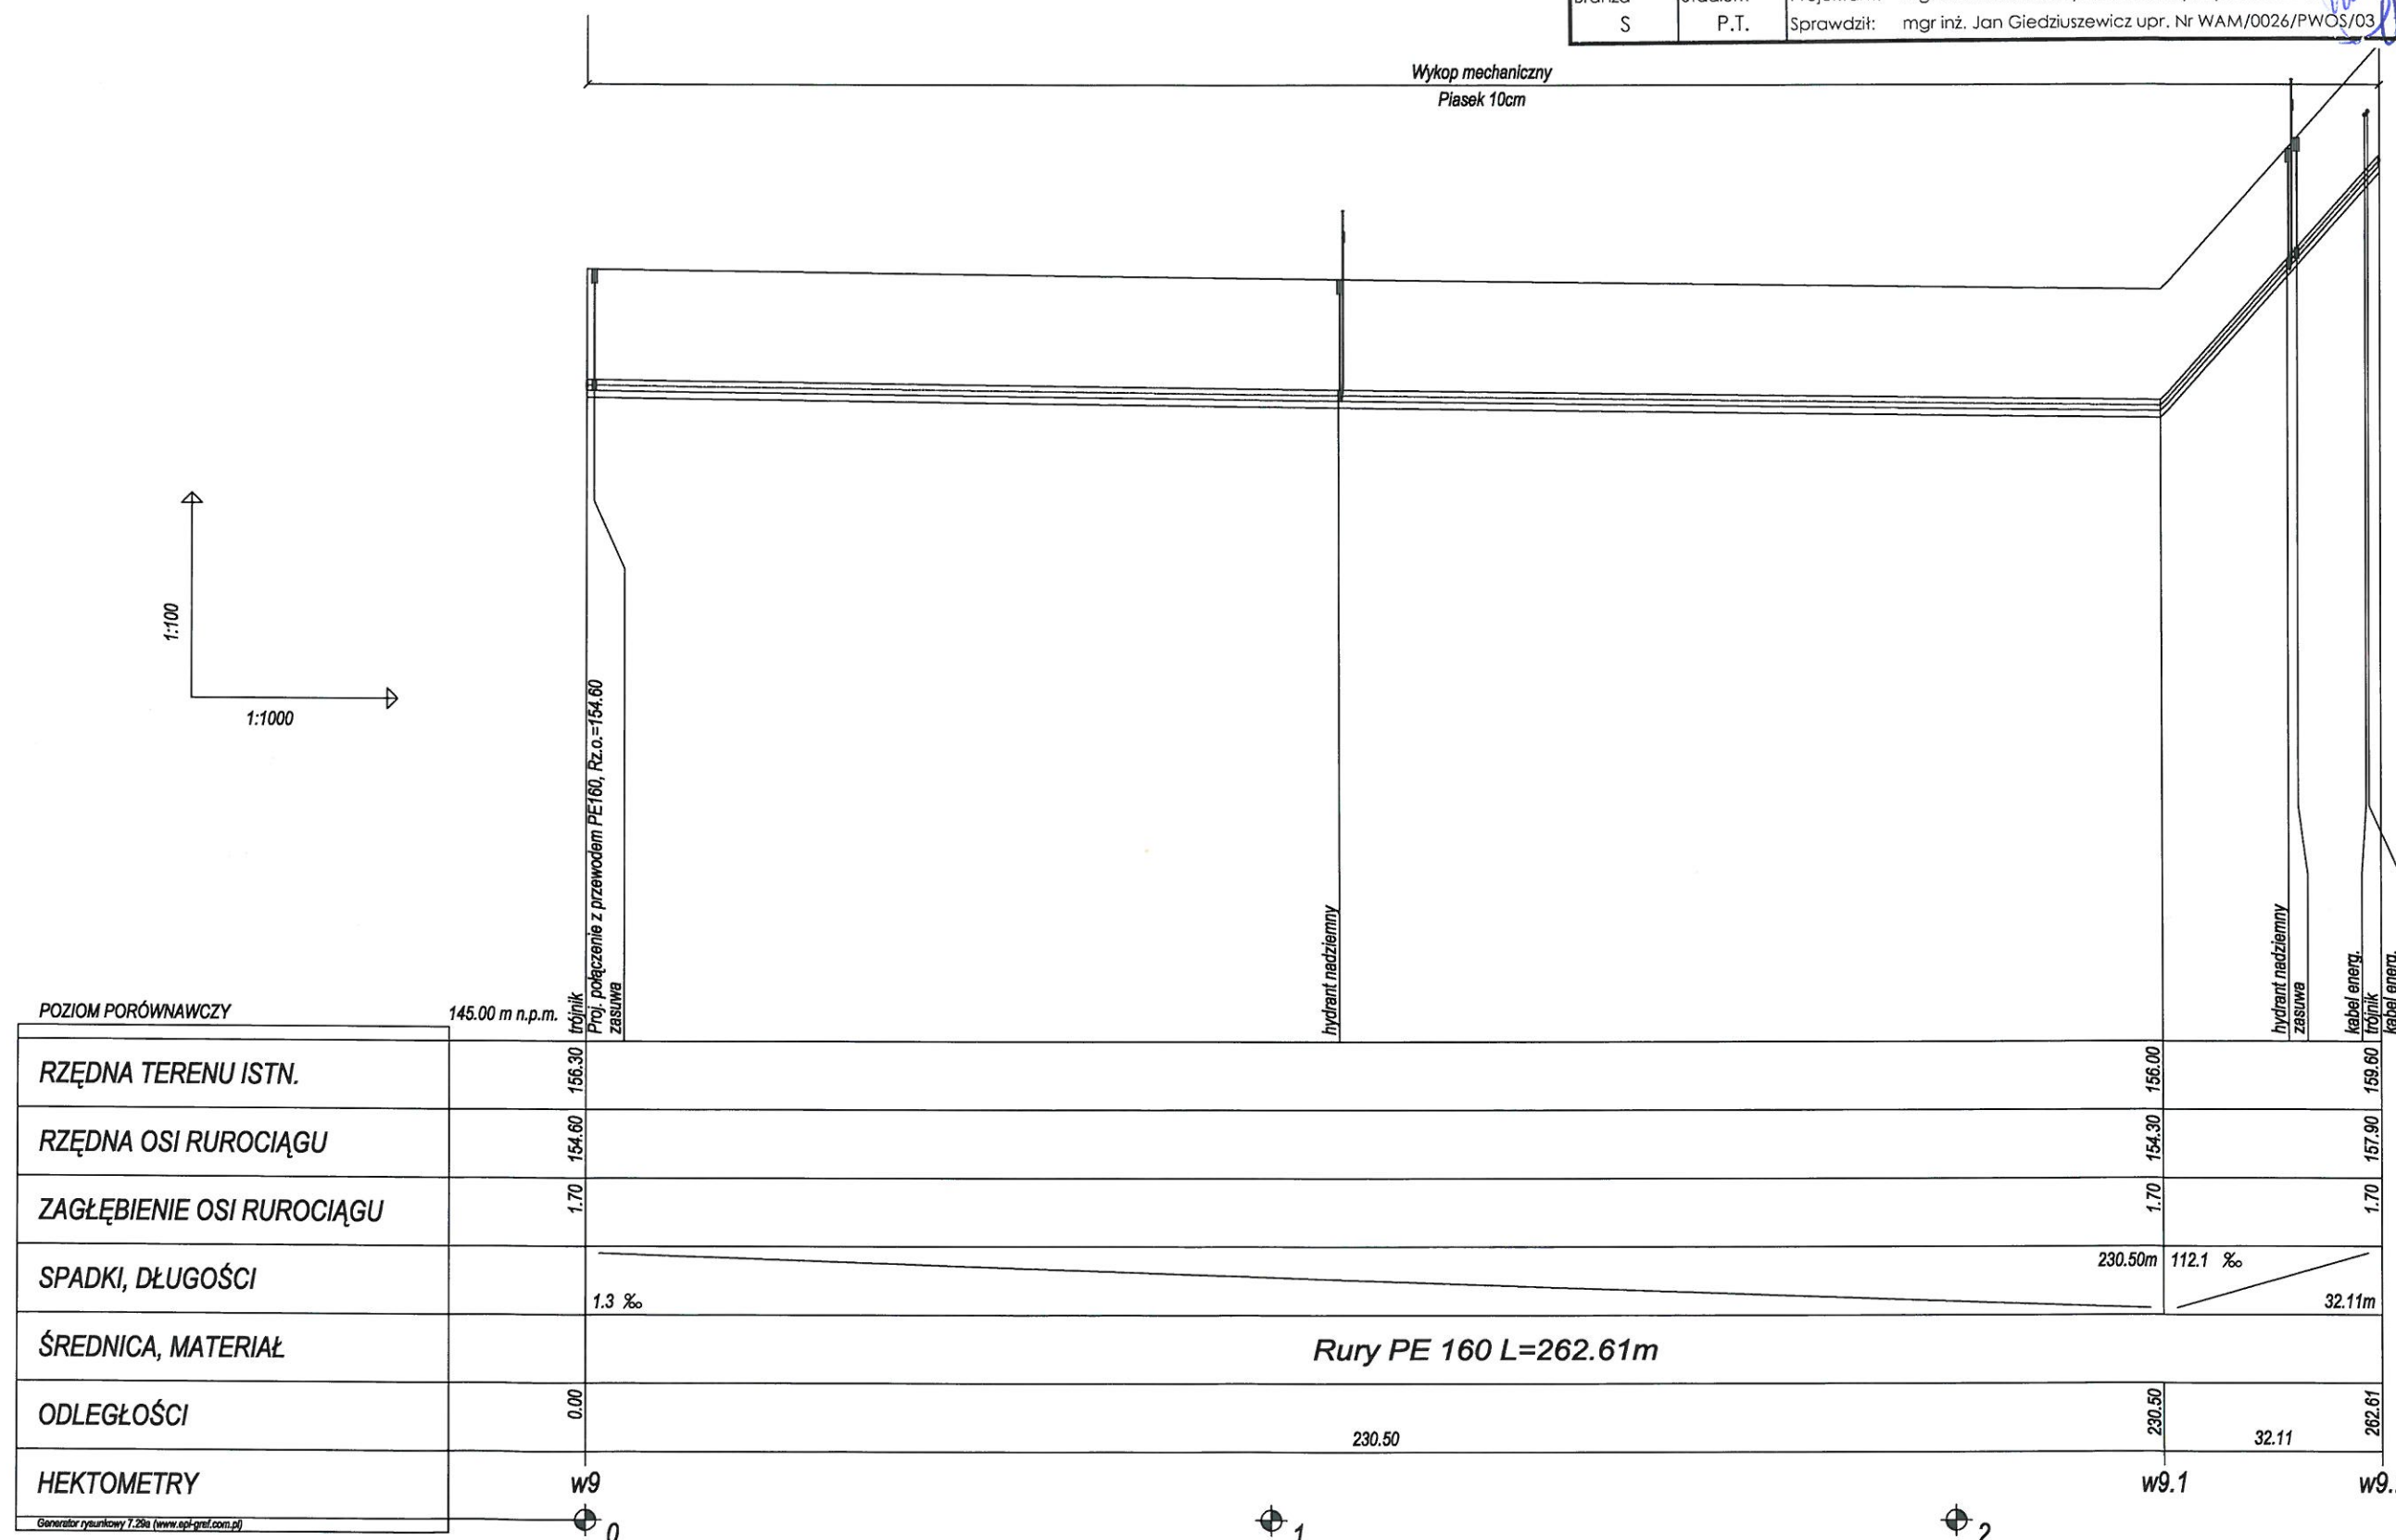 S P.T. Sprawdził: mgr inż. Jan Giedziuszewicz upr. Nr WAM/0026/PWOS/03
Wykop mechaniczny
Piasek 10cm
1:100
1:1000
trójnik
Proj. połączenie z przewodem PE160, Rz.o.=154.60
zasuwa
hydrant nadziemny
hydrant nadziemny
zasuwa
kabel energ.
trójnik
kabel energ.
POZIOM PORÓWNAWCZY 145.00 m n.p.m.
RZĘDNA TERENU ISTN. 156.30 156.00 159.60
RZĘDNA OSI RUROCIĄGU 154.60 154.30 157.90
ZAGŁĘBIENIE OSI RUROCIĄGU 1.70 1.70 1.70
SPADKI, DŁUGOŚCI 1.3 ‰ 230.50m 112.1 ‰ 32.11m
ŚREDNICA, MATERIAŁ Rury PE 160 L=262.61m
ODLEGŁOŚCI 0.00 230.50 230.50 32.11 262.61
HEKTOMETRY w9 w9.1 w9.
Generator rysunkowy 7.29a (www.epi-graf.com.pl)
0 1 2